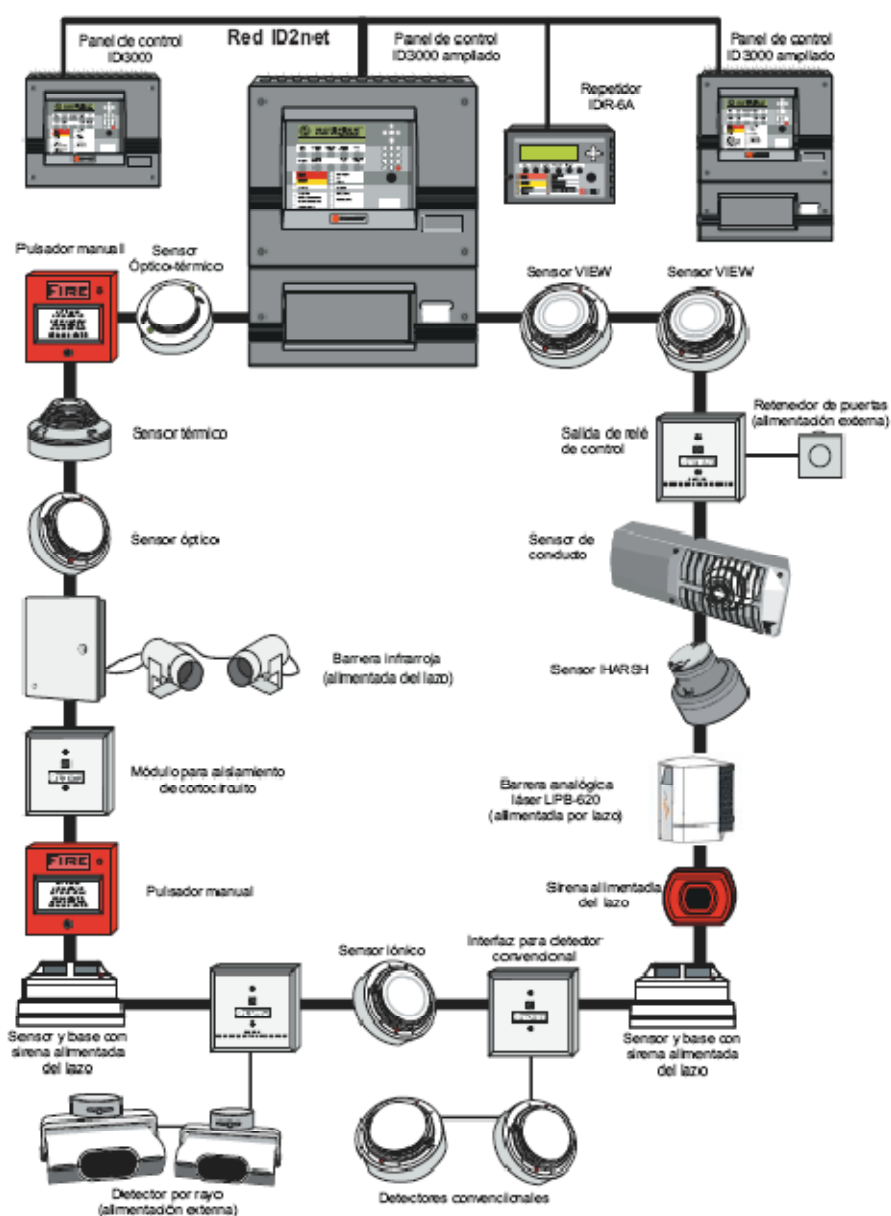 Panel de control
ID3000
Red ID2net
Panel de control
ID3000 ampliado
Repetidor
IDR-6A
Panel de control
ID3000 ampliado
Pulsador manual
Sensor
Óptico-térmico
Sensor VIEW
Sensor VIEW
FIRE
Sensor térmico
Salida de relé
de control
Retenedor de puertas
(alimentación externa)
Sensor óptico
Sensor de
conducto
Barrera infrarroja
(alimentada del lazo)
Sensor IHARSH
Módulo para aislamiento
de cortocircuito
Barrera analógica
láser LPB-620
(alimentada por lazo)
FIRE
Pulsador manual
Sirena alimentada
del lazo
Sensor iónico
Interfaz para detector
convencional
Sensor y base con
sirena alimentada
del lazo
Sensor y base con
sirena alimentada
del lazo
Detector por rayo
(alimentación externa)
Detectores convencionales